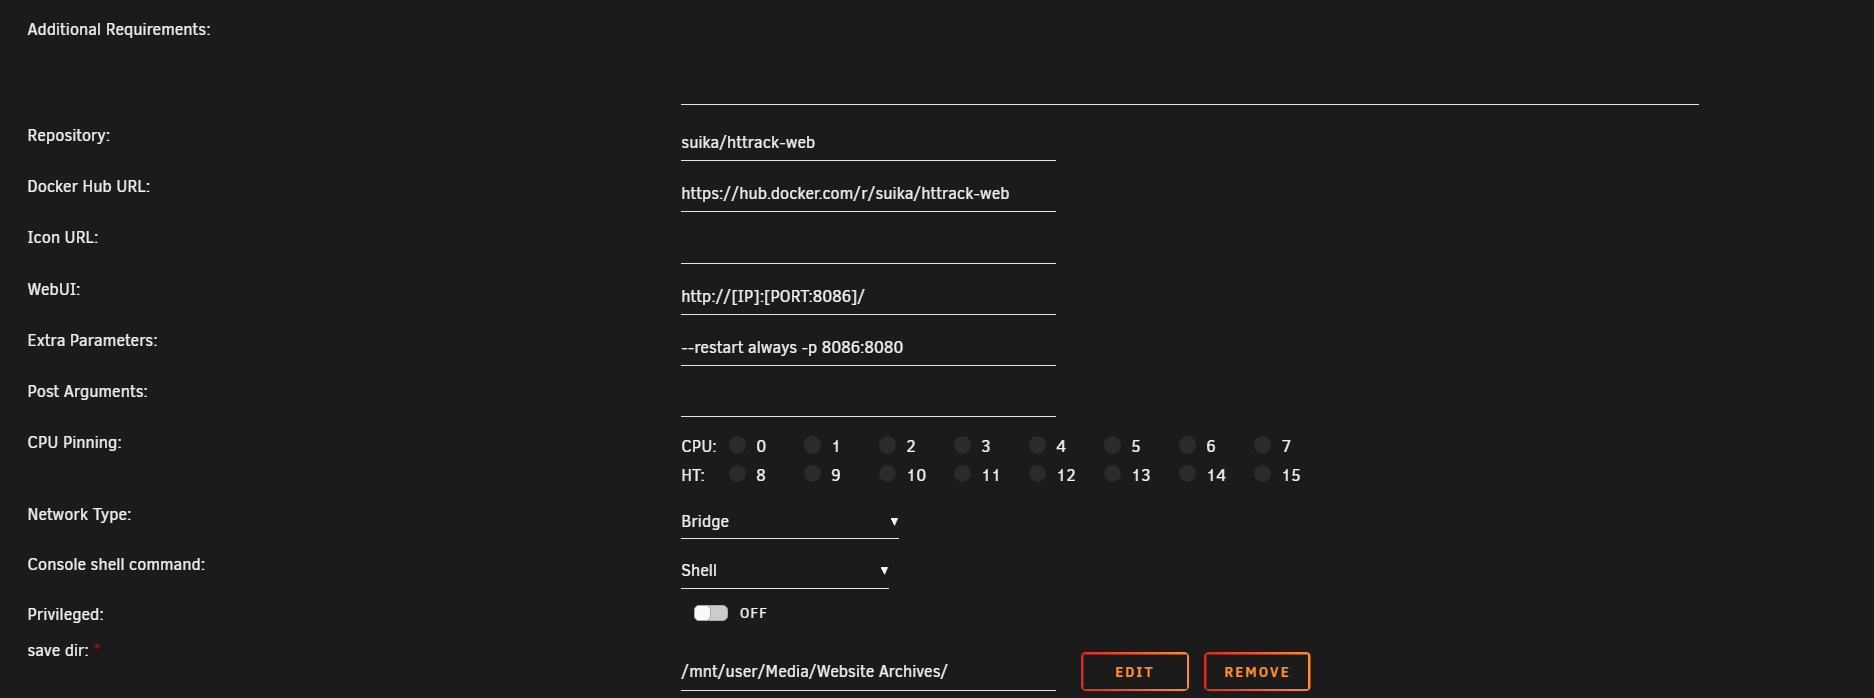 Additional Requirements:
Repository:
suika/httrack-web
Docker Hub URL:
https://hub.docker.com/r/suika/httrack-web
Icon URL:
WebUI:
http://[IP]:[PORT:8086]/
Extra Parameters:
--restart always -p 8086:8080
Post Arguments:
CPU Pinning:
CPU: 0 1 2 3 4 5 6 7
HT: 8 9 10 11 12 13 14 15
Network Type:
Bridge
Console shell command:
Shell
Privileged:
OFF
save dir: *
/mnt/user/Media/Website Archives/ EDIT REMOVE